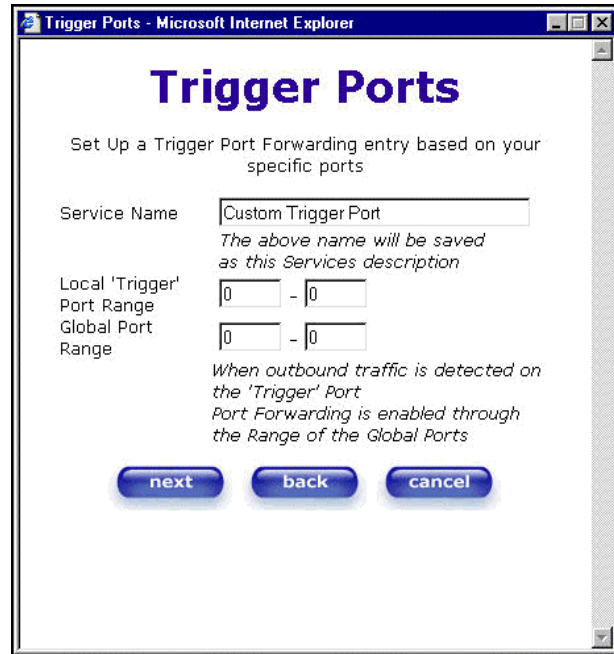 Trigger Ports - Microsoft Internet Explorer
Trigger Ports
Set Up a Trigger Port Forwarding entry based on your
specific ports
Service Name
Custom Trigger Port
The above name will be saved
as this Services description
Local 'Trigger'
Port Range
0 - 0
Global Port
Range
0 - 0
When outbound traffic is detected on
the 'Trigger' Port
Port Forwarding is enabled through
the Range of the Global Ports
next back cancel